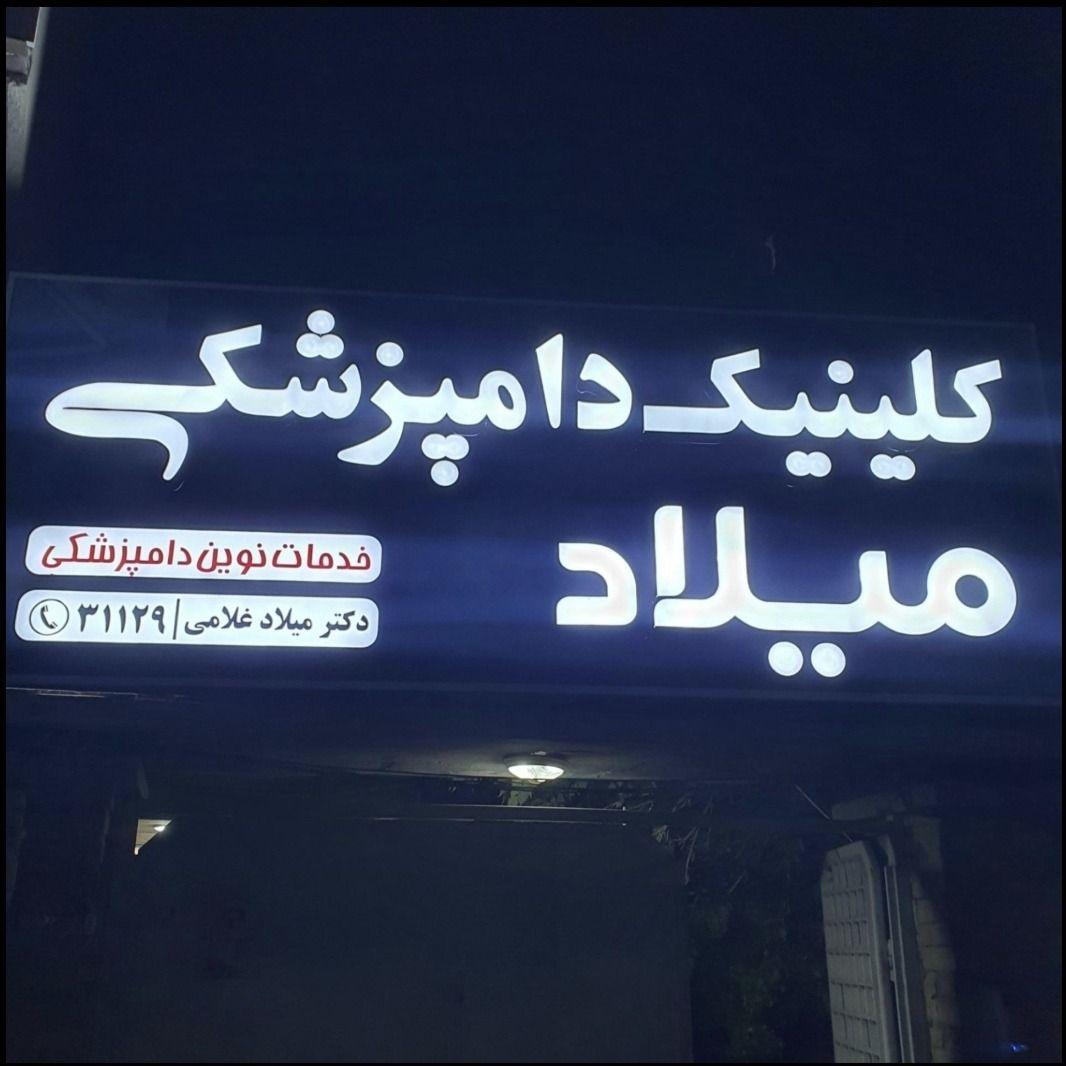 کلینیک دامپزشکی
میلاد
خدمات نوین دامپزشکی
دکتر میلاد غلامی | ۳۱۱۲۹